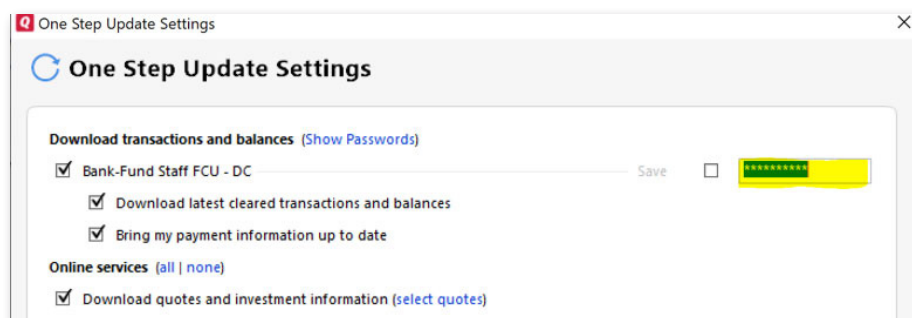 One Step Update Settings
One Step Update Settings
Download transactions and balances (Show Passwords)
Bank-Fund Staff FCU - DC Save **********
Download latest cleared transactions and balances
Bring my payment information up to date
Online services (all | none)
Download quotes and investment information (select quotes)